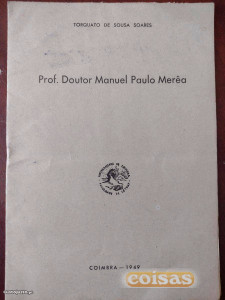 TORQUATO DE SOUSA SOARES
Prof. Doutor Manuel Paulo Merêa
COIMBRA — 1969
coisas